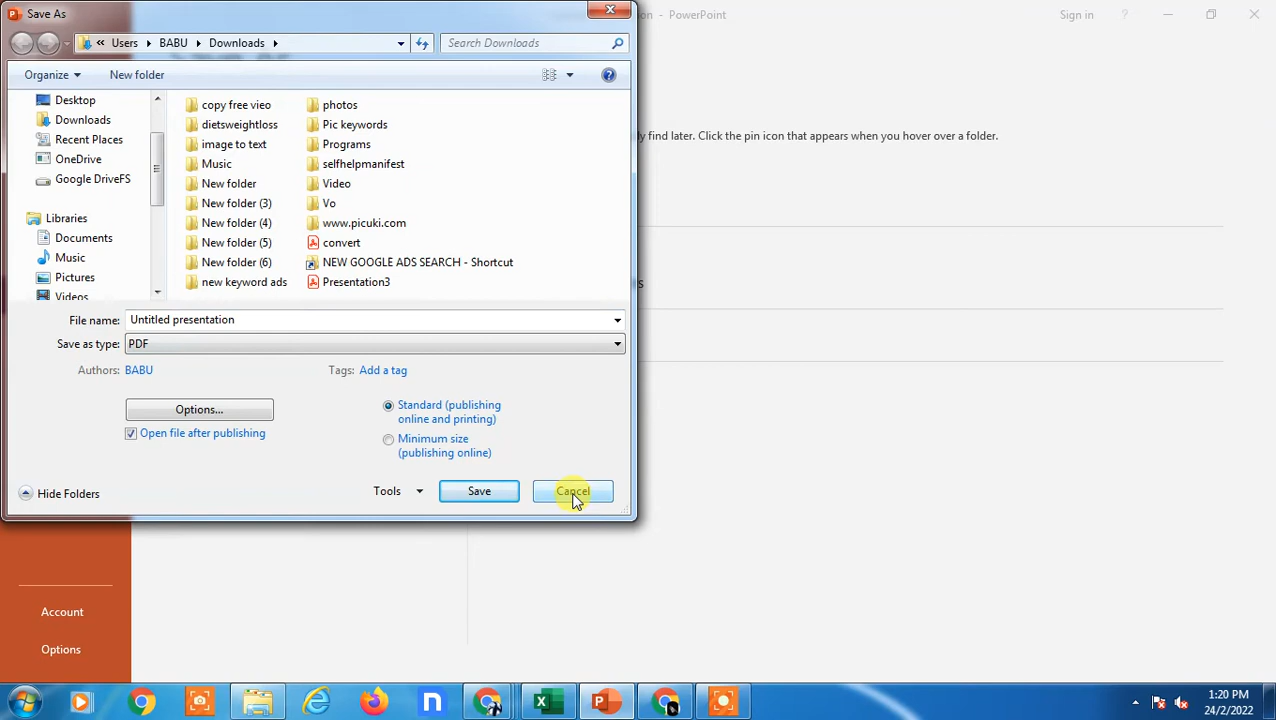 Save As
on - PowerPoint
Sign in
?
« Users BABU Downloads
Search Downloads
Organize
New folder
?
Desktop
Downloads
Recent Places
OneDrive
Google DriveFS
Libraries
Documents
Music
Pictures
Videos
copy free vieo
dietsweightloss
image to text
Music
New folder
New folder (3)
New folder (4)
New folder (5)
New folder (6)
new keyword ads
photos
Pic keywords
Programs
selfhelpmanifest
Video
Vo
www.picuki.com
convert
NEW GOOGLE ADS SEARCH - Shortcut
Presentation3
ly find later. Click the pin icon that appears when you hover over a folder.
s
File name: Untitled presentation
Save as type: PDF
Authors: BABU
Tags: Add a tag
Options...
Open file after publishing
Standard (publishing
online and printing)
Minimum size
(publishing online)
Hide Folders
Tools
Save
Cancel
Account
Options
1:20 PM
24/2/2022